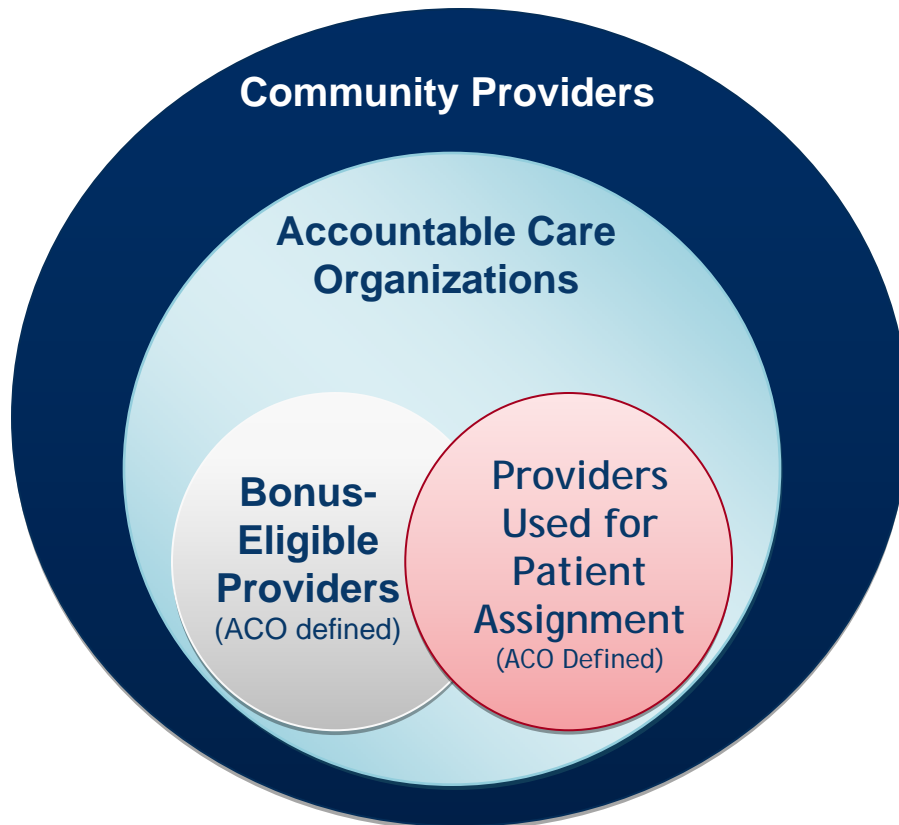 Community Providers
Accountable Care
Organizations
Bonus-
Eligible
Providers
(ACO defined)
Providers
Used for
Patient
Assignment
(ACO Defined)